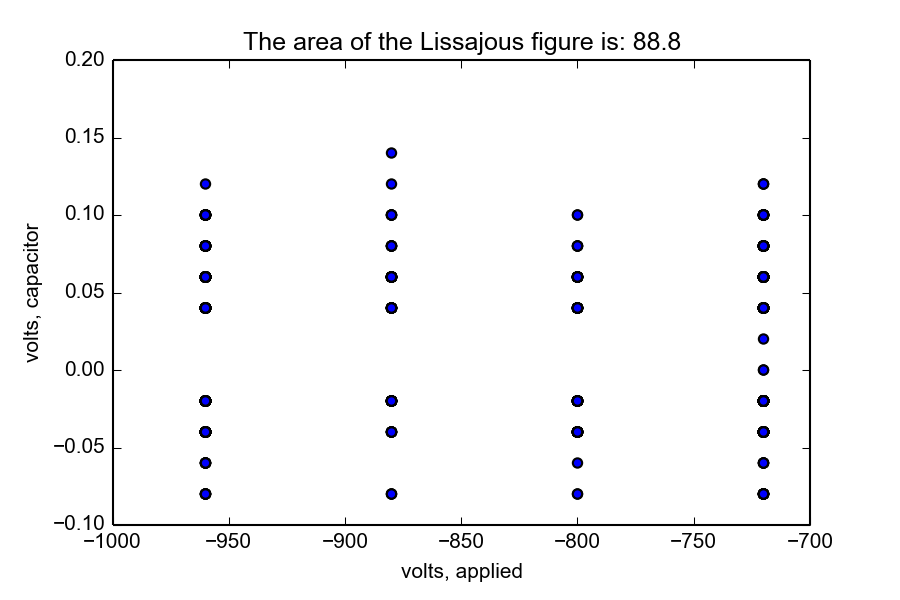 The area of the Lissajous figure is: 88.8
0.20
0.15
0.10
0.05
0.00
−0.05
−0.10
volts, capacitor
−1000 −950 −900 −850 −800 −750 −700
volts, applied